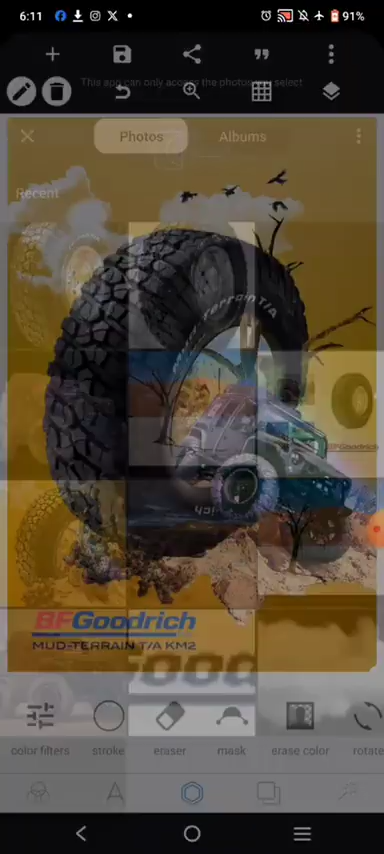 6:11
91%
This app can only access the photos you select
Photos
Albums
Recent
Terrain T/A
BFGoodrich
BFGoodrich
MUD-TERRAIN T/A KM2
color filters
stroke
eraser
mask
erase color
rotate